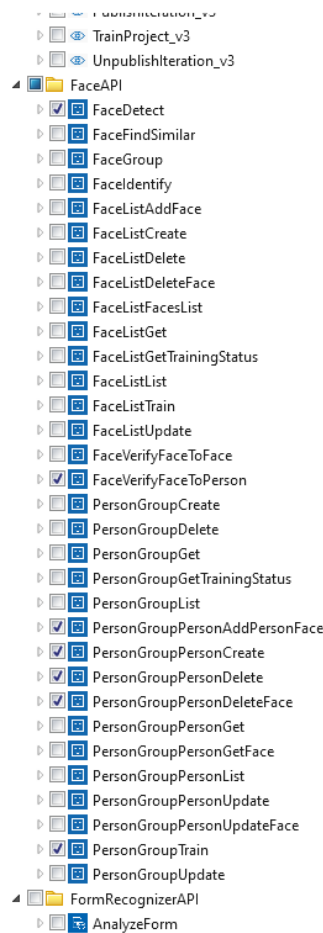 PublishIteration_v3
TrainProject_v3
UnpublishIteration_v3
FaceAPI
FaceDetect
FaceFindSimilar
FaceGroup
FaceIdentify
FaceListAddFace
FaceListCreate
FaceListDelete
FaceListDeleteFace
FaceListFacesList
FaceListGet
FaceListGetTrainingStatus
FaceListList
FaceListTrain
FaceListUpdate
FaceVerifyFaceToFace
FaceVerifyFaceToPerson
PersonGroupCreate
PersonGroupDelete
PersonGroupGet
PersonGroupGetTrainingStatus
PersonGroupList
PersonGroupPersonAddPersonFace
PersonGroupPersonCreate
PersonGroupPersonDelete
PersonGroupPersonDeleteFace
PersonGroupPersonGet
PersonGroupPersonGetFace
PersonGroupPersonList
PersonGroupPersonUpdate
PersonGroupPersonUpdateFace
PersonGroupTrain
PersonGroupUpdate
FormRecognizerAPI
AnalyzeForm